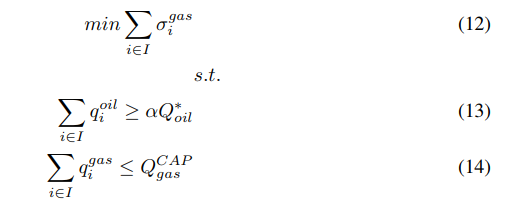 min ∑_{i∈I} σ_i^{gas} (12)
s.t.
∑_{i∈I} q_i^{oil} ≥ αQ_{oil}^* (13)
∑_{i∈I} q_i^{gas} ≤ Q_{gas}^{CAP} (14)